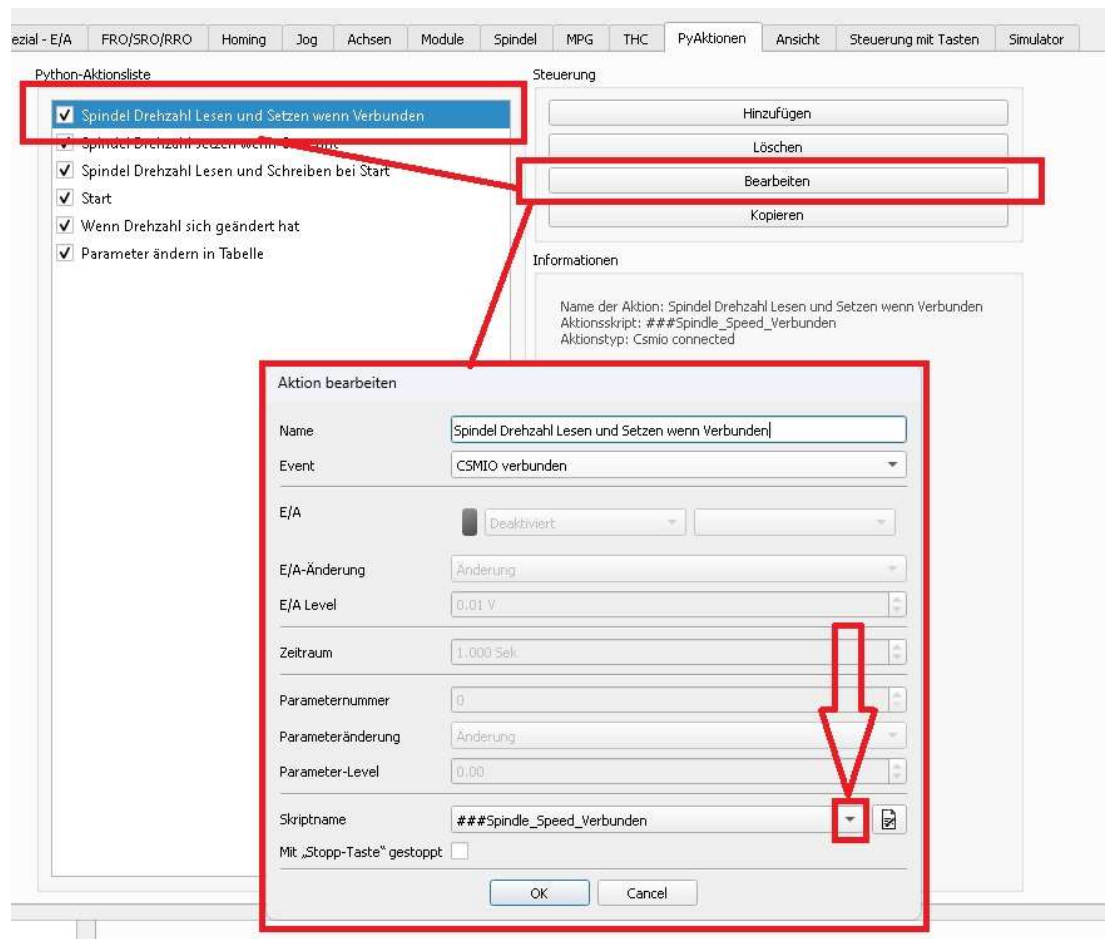 ezial - E/A FRO/SRO/RRO Homing Jog Achsen Module Spindel MPG THC PyAktionen Ansicht Steuerung mit Tasten Simulator
Python-Aktionsliste
Spindel Drehzahl Lesen und Setzen wenn Verbunden
Spindel Drehzahl setzen wenn
Spindel Drehzahl Lesen und Schreiben bei Start
Start
Wenn Drehzahl sich geändert hat
Parameter ändern in Tabelle
Steuerung
Hinzufügen
Löschen
Bearbeiten
Kopieren
Informationen
Name der Aktion: Spindel Drehzahl Lesen und Setzen wenn Verbunden
Aktionsskript: ###Spindle_Speed_Verbunden
Aktionstyp: Csmio connected
Aktion bearbeiten
Name Spindel Drehzahl Lesen und Setzen wenn Verbunden
Event CSMIO verbunden
E/A Deaktiviert
E/A-Änderung Änderung
E/A Level 0.01 V
Zeitraum 1.000 Sek
Parameternummer 0
Parameteränderung Änderung
Parameter-Level 0.00
Skriptname ###Spindle_Speed_Verbunden
Mit „Stopp-Taste“ gestoppt
OK Cancel